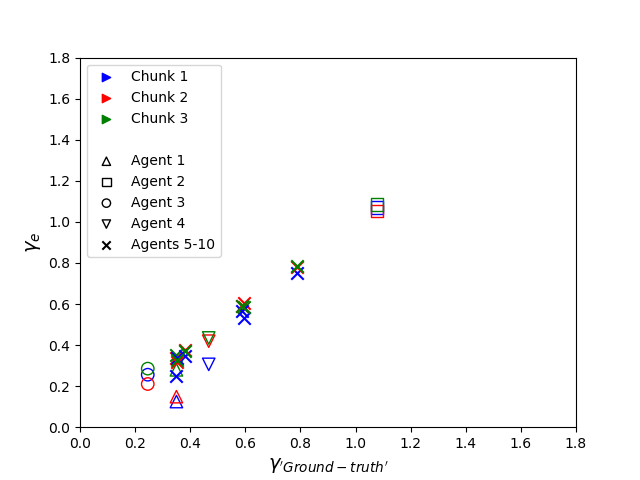 1.8
1.6
1.4
1.2
1.0
0.8
0.6
0.4
0.2
0.0
γe
Chunk 1
Chunk 2
Chunk 3
Agent 1
Agent 2
Agent 3
Agent 4
Agents 5-10
0.0 0.2 0.4 0.6 0.8 1.0 1.2 1.4 1.6 1.8
γ'Ground−truth'